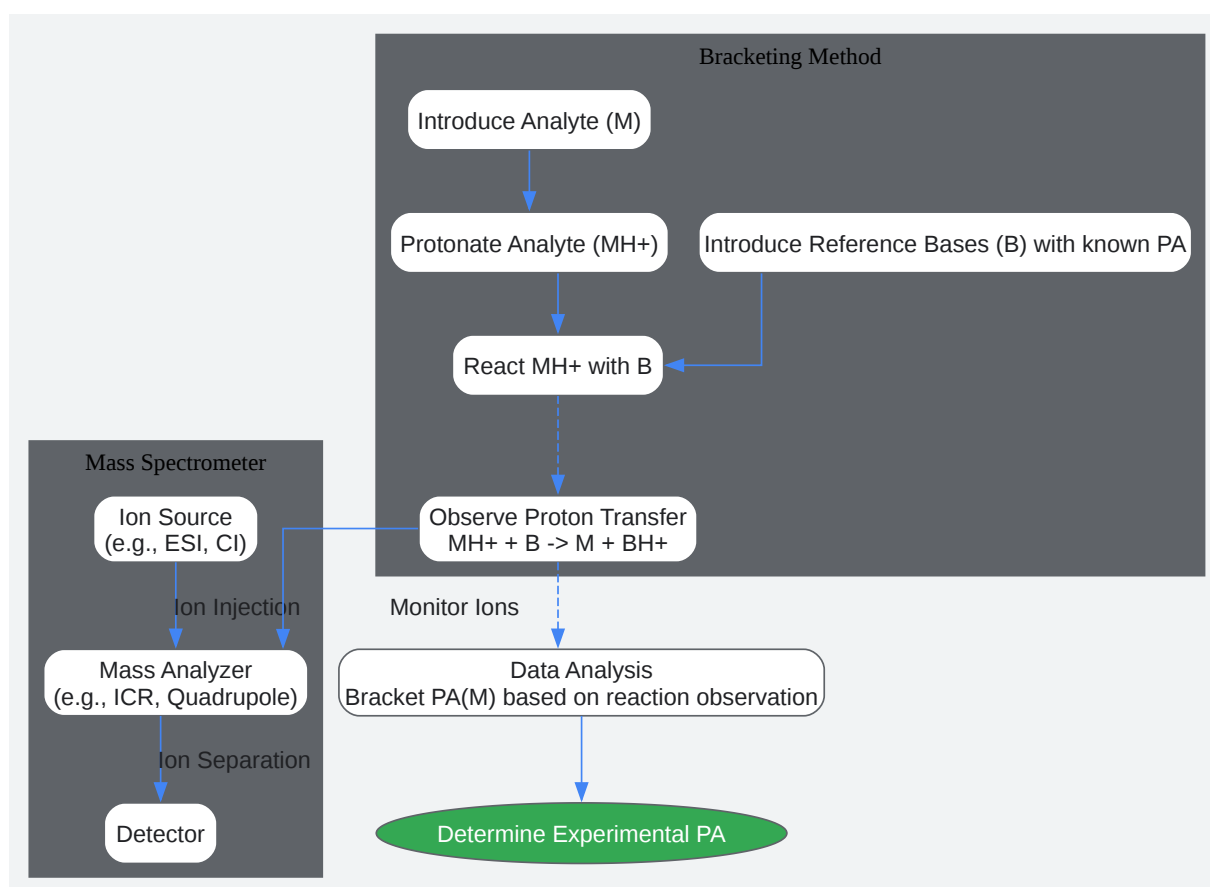 Bracketing Method
Introduce Analyte (M)
Protonate Analyte (MH+)
Introduce Reference Bases (B) with known PA
React MH+ with B
Mass Spectrometer
Ion Source
(e.g., ESI, CI)
Observe Proton Transfer
MH+ + B -> M + BH+
Ion Injection
Monitor Ions
Mass Analyzer
(e.g., ICR, Quadrupole)
Data Analysis
Bracket PA(M) based on reaction observation
Ion Separation
Detector
Determine Experimental PA